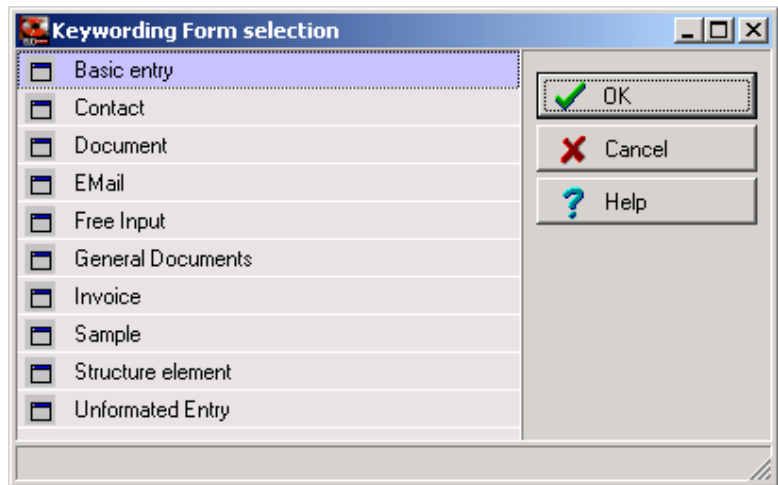 Keywording Form selection
Basic entry
Contact
Document
EMail
Free Input
General Documents
Invoice
Sample
Structure element
Unformated Entry
OK
Cancel
Help